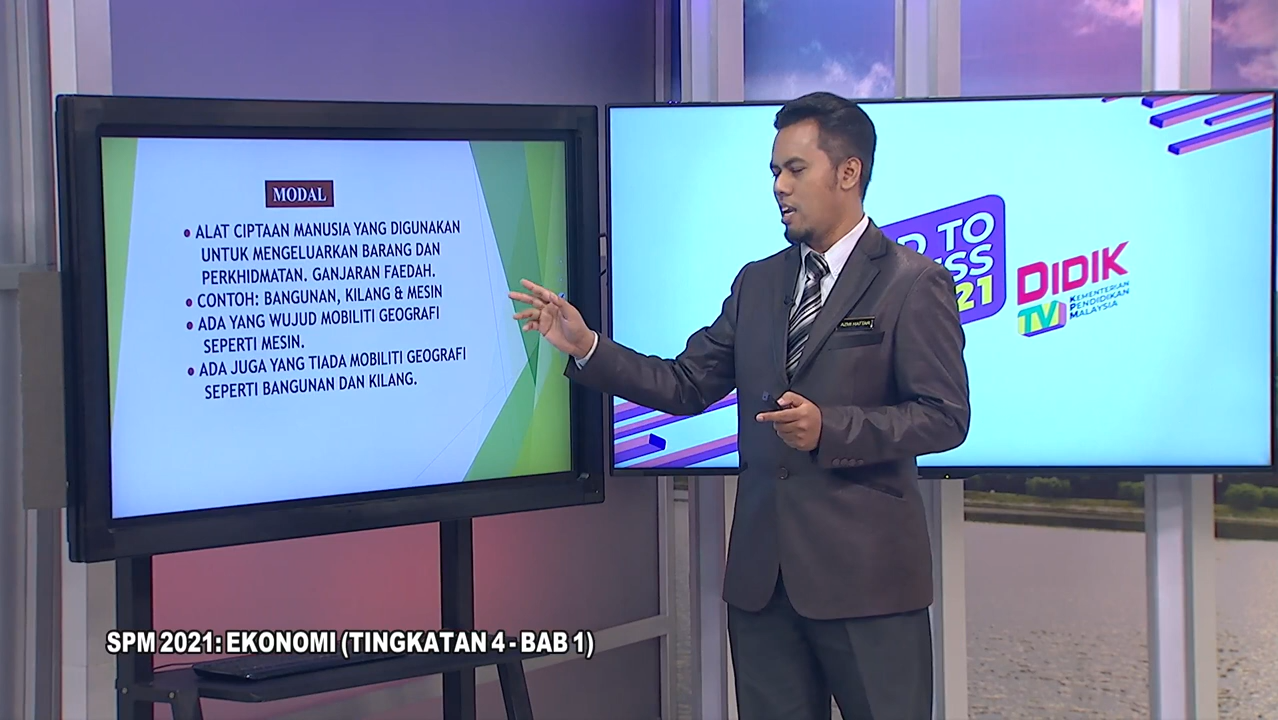 MODAL
• ALAT CIPTAAN MANUSIA YANG DIGUNAKAN
UNTUK MENGELUARKAN BARANG DAN
PERKHIDMATAN. GANJARAN FAEDAH.
• CONTOH: BANGUNAN, KILANG & MESIN
• ADA YANG WUJUD MOBILITI GEOGRAFI
SEPERTI MESIN.
• ADA JUGA YANG TIADA MOBILITI GEOGRAFI
SEPERTI BANGUNAN DAN KILANG.
TO
21
DIDIK
TV
KEMENTERIAN
PENDIDIKAN
MALAYSIA
SPM 2021: EKONOMI (TINGKATAN 4 - BAB 1)